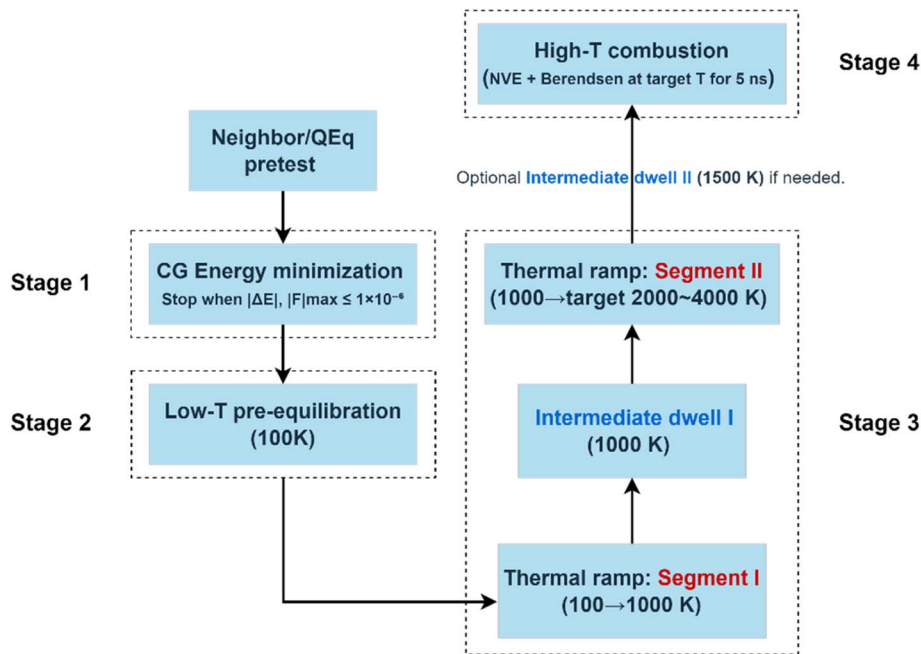 Neighbor/QEq
pretest
Stage 1
CG Energy minimization
Stop when |ΔE|, |F|max ≤ 1×10⁻⁶
Stage 2
Low-T pre-equilibration
(100K)
Stage 4
High-T combustion
(NVE + Berendsen at target T for 5 ns)
Optional Intermediate dwell II (1500 K) if needed.
Stage 3
Thermal ramp: Segment II
(1000→target 2000~4000 K)
Intermediate dwell I
(1000 K)
Thermal ramp: Segment I
(100→1000 K)